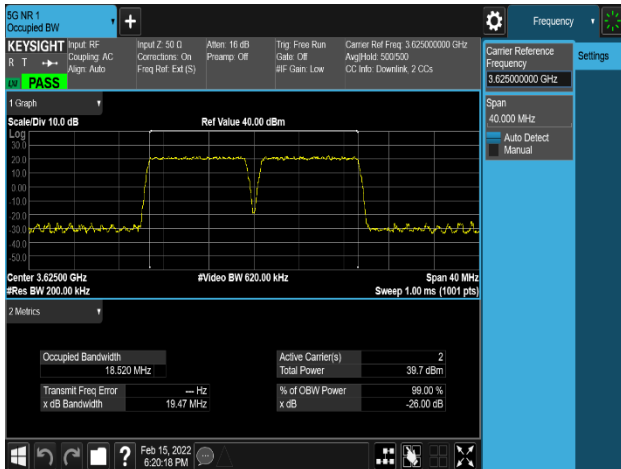 5G NR 1
Occupied BW
Frequency
KEYSIGHT
R T
PASS
Input: RF
Coupling: AC
Align: Auto
Input Z: 50 Ω
Corrections: On
Freq Ref: Ext (S)
Atten: 16 dB
Preamp: Off
Trig: Free Run
Gate: Off
#IF Gain: Low
Carrier Ref Freq: 3.625000000 GHz
Avg|Hold: 500/500
CC Info: Downlink, 2 CCs
Carrier Reference
Frequency
3.625000000 GHz
Settings
Span
40.000 MHz
Auto Detect
Manual
1 Graph
Scale/Div 10.0 dB
Ref Value 40.00 dBm
Log
30.0
20.0
10.0
0.00
-10.0
-20.0
-30.0
-40.0
-50.0
Center 3.62500 GHz
#Video BW 620.00 kHz
Span 40 MHz
#Res BW 200.00 kHz
Sweep 1.00 ms (1001 pts)
2 Metrics
Occupied Bandwidth
18.520 MHz
Active Carrier(s) 2
Total Power 39.7 dBm
Transmit Freq Error --- Hz
% of OBW Power 99.00 %
x dB Bandwidth 19.47 MHz
x dB -26.00 dB
Feb 15, 2022
6:20:18 PM